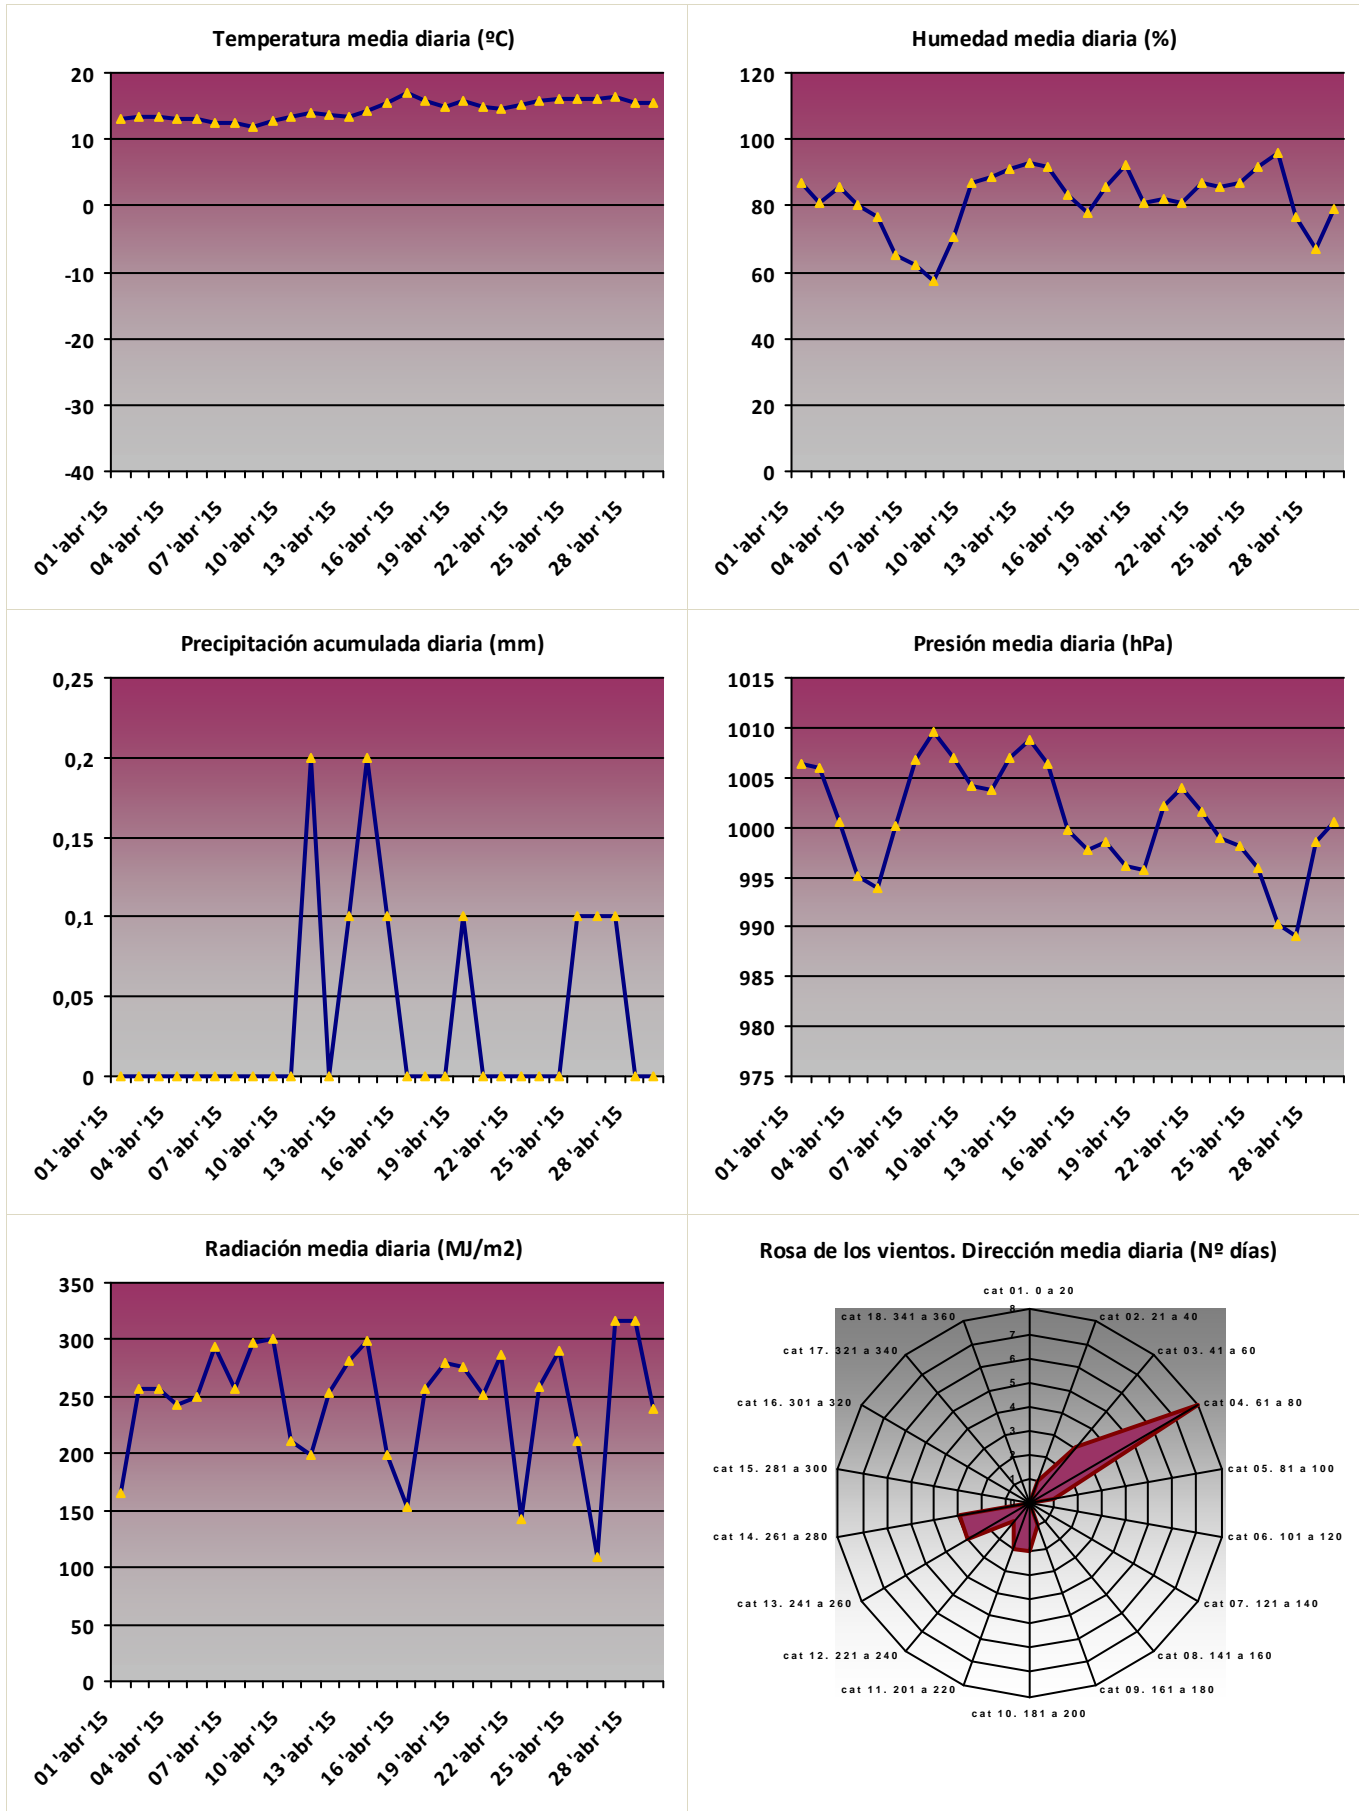 Temperatura media diaria (ºC)
20
10
0
-10
-20
-30
-40
01 'abr '15
04 'abr '15
07 'abr '15
10 'abr '15
13 'abr '15
16 'abr '15
19 'abr '15
22 'abr '15
25 'abr '15
28 'abr '15
Humedad media diaria (%)
120
100
80
60
40
20
0
01 'abr '15
04 'abr '15
07 'abr '15
10 'abr '15
13 'abr '15
16 'abr '15
19 'abr '15
22 'abr '15
25 'abr '15
28 'abr '15
Precipitación acumulada diaria (mm)
0,25
0,2
0,15
0,1
0,05
0
01 'abr '15
04 'abr '15
07 'abr '15
10 'abr '15
13 'abr '15
16 'abr '15
19 'abr '15
22 'abr '15
25 'abr '15
28 'abr '15
Presión media diaria (hPa)
1015
1010
1005
1000
995
990
985
980
975
01 'abr '15
04 'abr '15
07 'abr '15
10 'abr '15
13 'abr '15
16 'abr '15
19 'abr '15
22 'abr '15
25 'abr '15
28 'abr '15
Radiación media diaria (MJ/m2)
350
300
250
200
150
100
50
0
01 'abr '15
04 'abr '15
07 'abr '15
10 'abr '15
13 'abr '15
16 'abr '15
19 'abr '15
22 'abr '15
25 'abr '15
28 'abr '15
Rosa de los vientos. Dirección media diaria (Nº días)
cat 01. 0 a 20
cat 02. 21 a 40
cat 03. 41 a 60
cat 04. 61 a 80
cat 05. 81 a 100
cat 06. 101 a 120
cat 07. 121 a 140
cat 08. 141 a 160
cat 09. 161 a 180
cat 10. 181 a 200
cat 11. 201 a 220
cat 12. 221 a 240
cat 13. 241 a 260
cat 14. 261 a 280
cat 15. 281 a 300
cat 16. 301 a 320
cat 17. 321 a 340
cat 18. 341 a 360
8
7
6
5
4
3
2
1
0